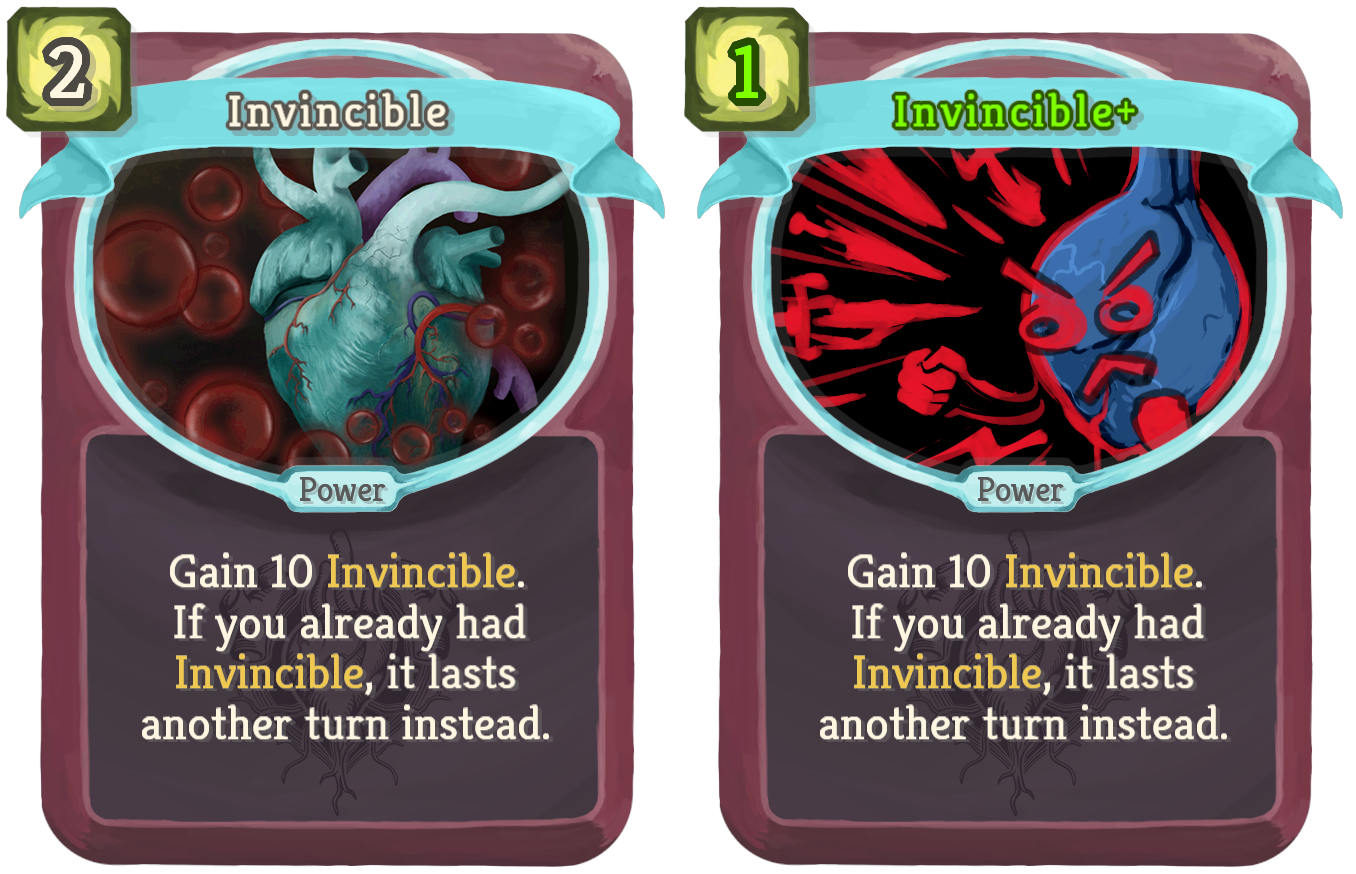 2
Invincible
Power
Gain 10 Invincible.
If you already had
Invincible, it lasts
another turn instead.
1
Invincible+
Power
Gain 10 Invincible.
If you already had
Invincible, it lasts
another turn instead.